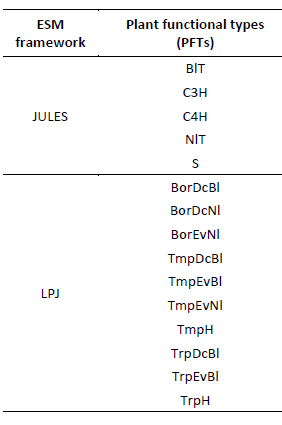 ESM framework
Plant functional types (PFTs)
JULES
BlT
C3H
C4H
NlT
S
LPJ
BorDcBl
BorDcNl
BorEvNl
TmpDcBl
TmpEvBl
TmpEvNl
TmpH
TrpDcBl
TrpEvBl
TrpH